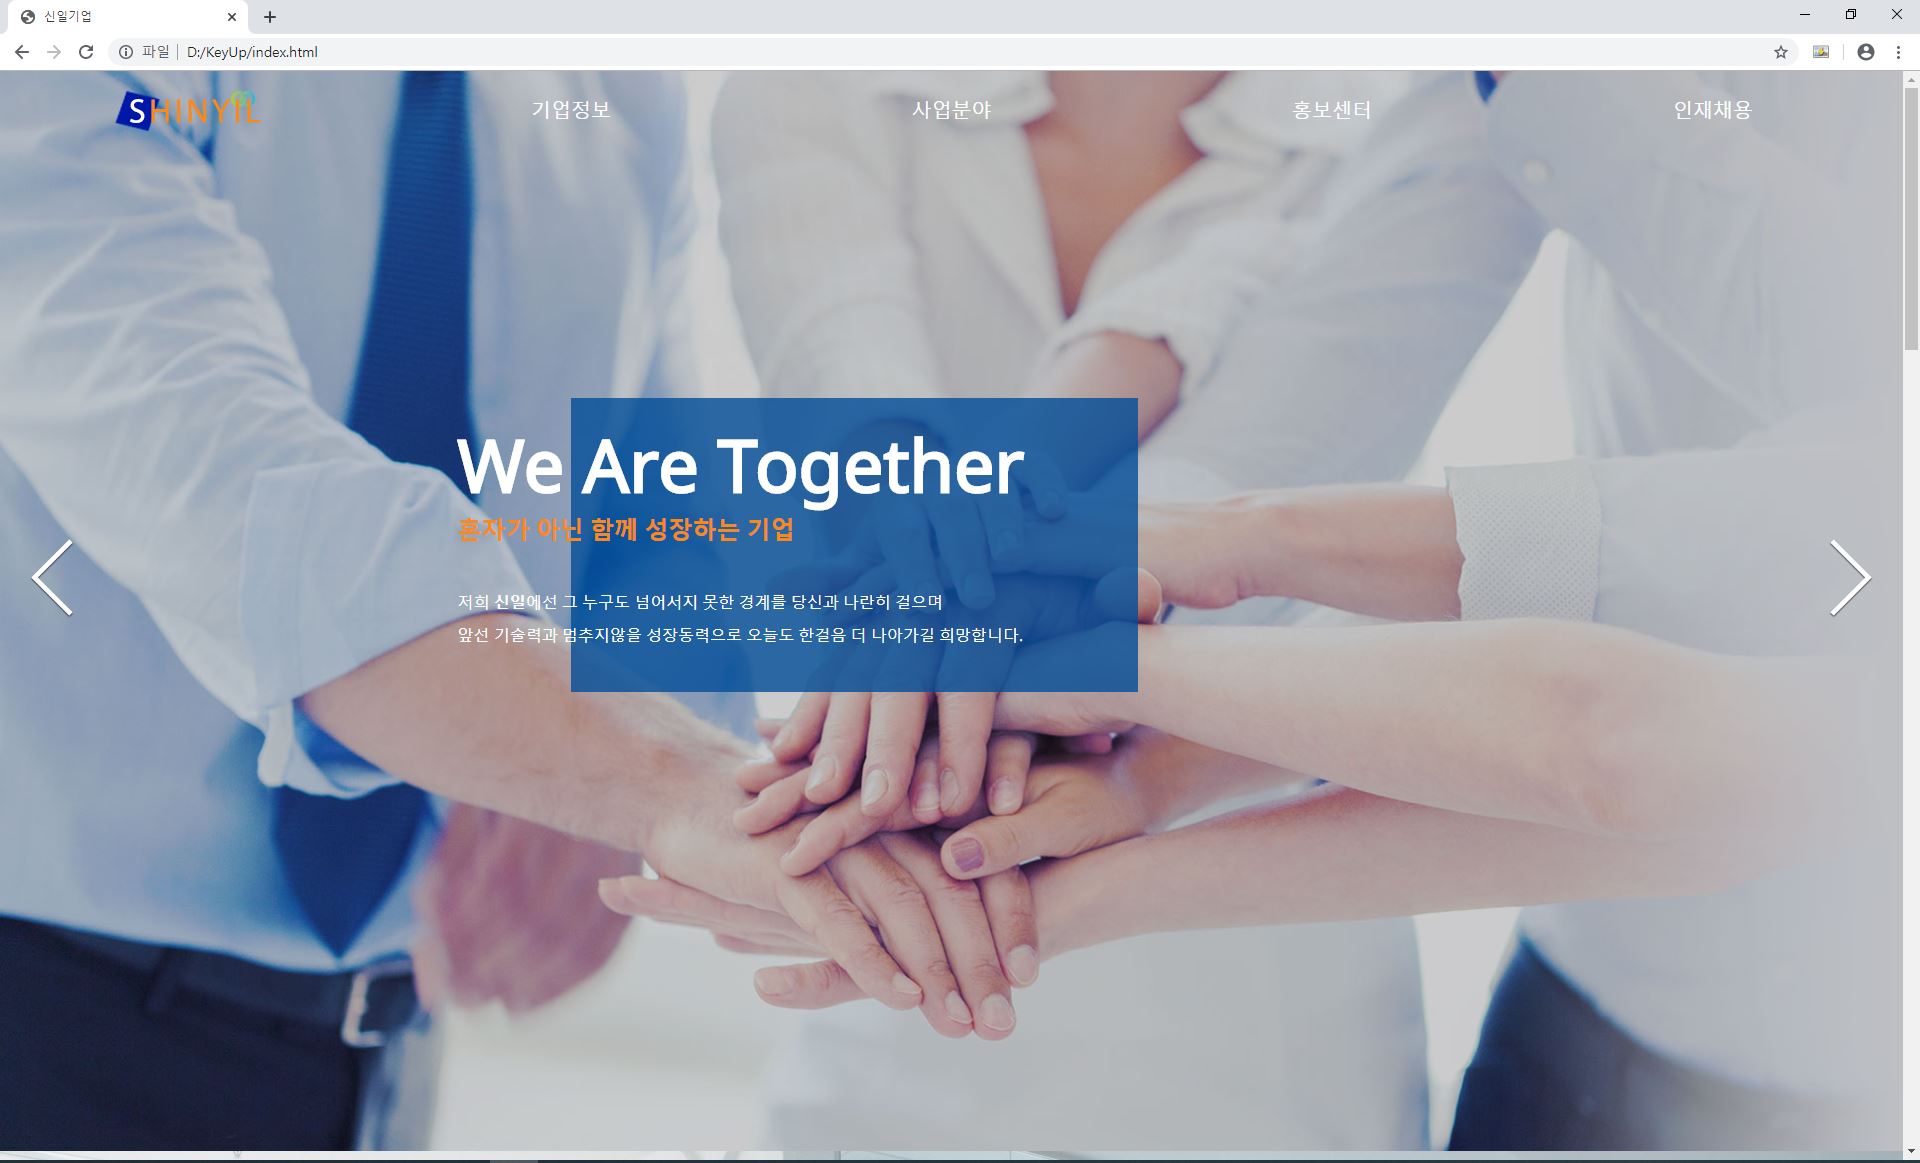 신일기업
파일 | D:/KeyUp/index.html
SHINYIL
기업정보
사업분야
홍보센터
인재채용
We Are Together
혼자가 아닌 함께 성장하는 기업
저희 신일에선 그 누구도 넘어서지 못한 경계를 당신과 나란히 걸으며
앞선 기술력과 멈추지않을 성장동력으로 오늘도 한걸음 더 나아가길 희망합니다.